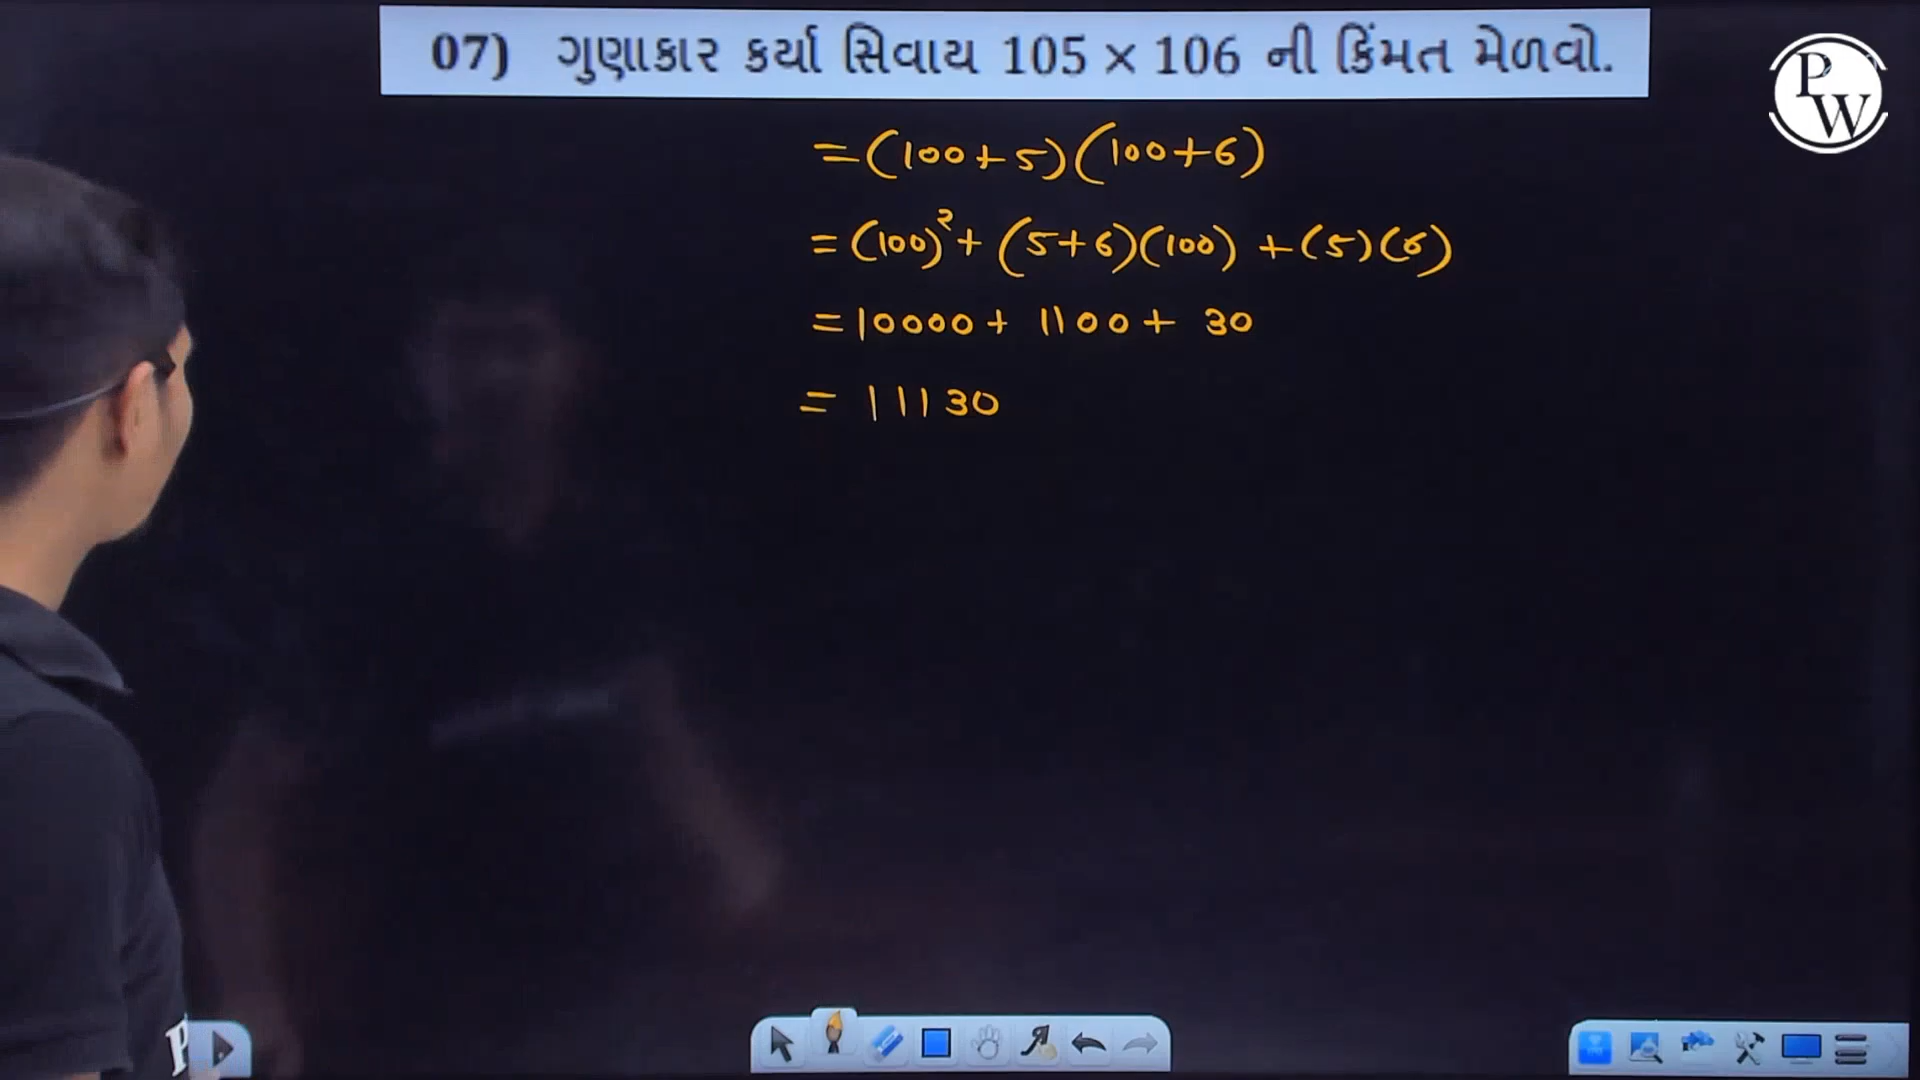 07) ગુણાકાર કર્યા સિવાય 105 × 106 ની કિંમત મેળવો.
PW
= (100 + 5) (100 + 6)
= (100)² + (5 + 6) (100) + (5) (6)
= 10000 + 1100 + 30
= 11130
P